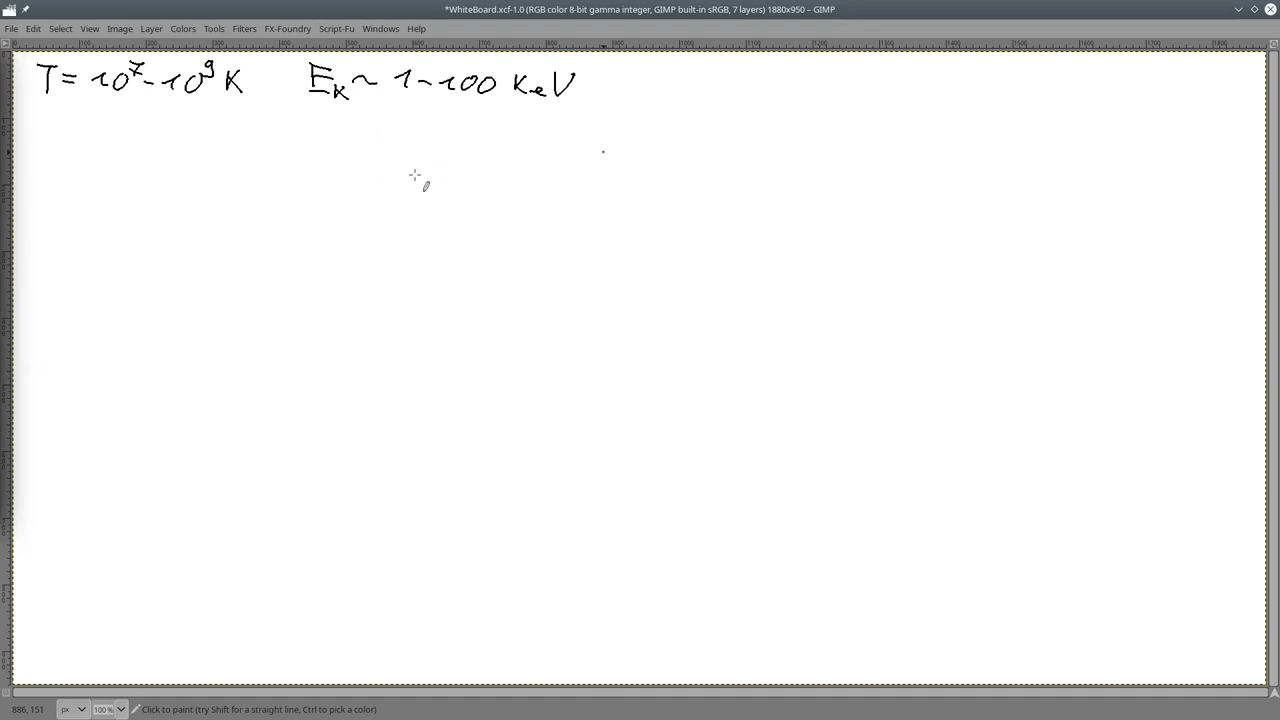 *WhiteBoard.xcf-1.0 (RGB color 8-bit gamma integer, GIMP built-in sRGB, 7 layers) 1880x950 – GIMP
File Edit Select View Image Layer Colors Tools Filters FX-Foundry Script-Fu Windows Help
T = 10⁷-10⁹ K Eₖ ~ 1-100 KeV
886, 151 px 100% Click to paint (try Shift for a straight line, Ctrl to pick a color)